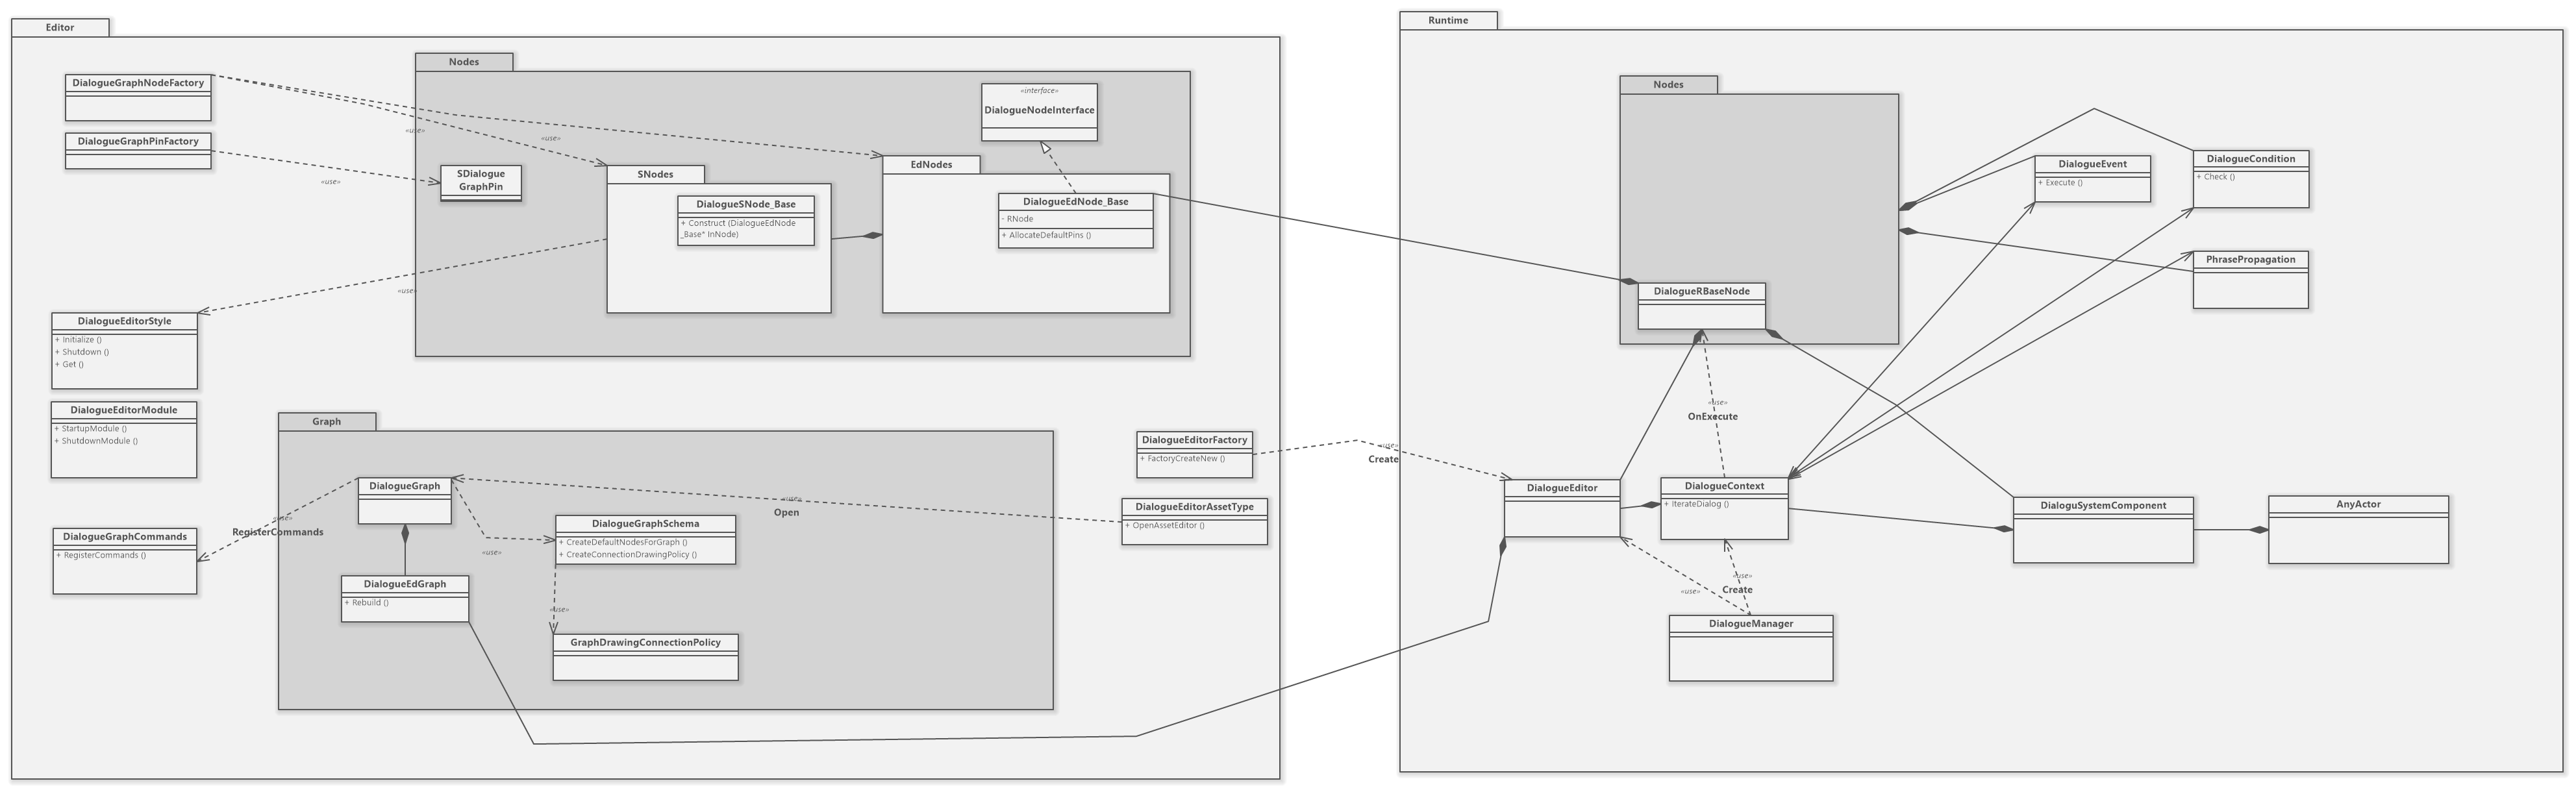 Editor
DialogueGraphNodeFactory
DialogueGraphPinFactory
«use»
«use»
«use»
Nodes
«interface»
DialogueNodeInterface
SDialogue
GraphPin
SNodes
DialogueSNode_Base
+ Construct (DialogueEdNode
_Base* InNode)
EdNodes
DialogueEdNode_Base
- RNode
+ AllocateDefaultPins ()
«use»
DialogueEditorStyle
+ Initialize ()
+ Shutdown ()
+ Get ()
DialogueEditorModule
+ StartupModule ()
+ ShutdownModule ()
DialogueGraphCommands
+ RegisterCommands ()
«use»
RegisterCommands
Graph
DialogueGraph
«use»
DialogueGraphSchema
+ CreateDefaultNodesForGraph ()
+ CreateConnectionDrawingPolicy ()
DialogueEdGraph
+ Rebuild ()
«use»
GraphDrawingConnectionPolicy
«use»
Open
DialogueEditorFactory
+ FactoryCreateNew ()
DialogueEditorAssetType
+ OpenAssetEditor ()
«use»
Create
Runtime
Nodes
DialogueRBaseNode
DialogueEvent
+ Execute ()
DialogueCondition
+ Check ()
PhrasePropagation
«use»
OnExecute
DialogueEditor
DialogueContext
+ IterateDialog ()
DialoguSystemComponent
AnyActor
«use»
Create
«use»
DialogueManager